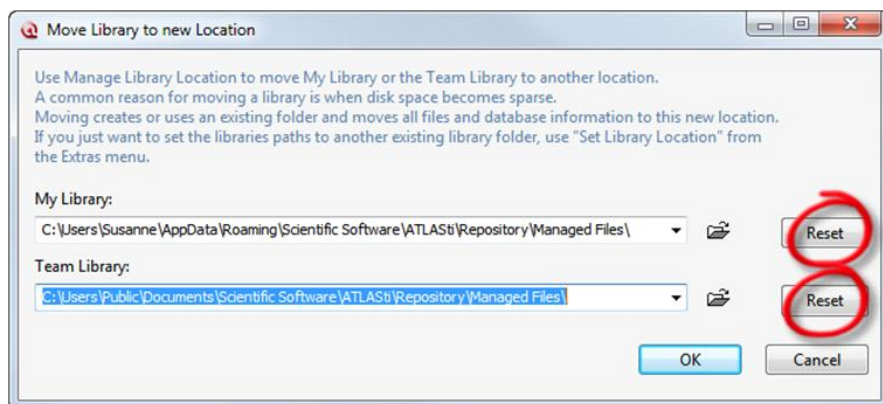 Move Library to new Location
Use Manage Library Location to move My Library or the Team Library to another location.
A common reason for moving a library is when disk space becomes sparse.
Moving creates or uses an existing folder and moves all files and database information to this new location.
If you just want to set the libraries paths to another existing library folder, use "Set Library Location" from
the Extras menu.
My Library:
C:\Users\Susanne\AppData\Roaming\Scientific Software\ATLASti\Repository\Managed Files\
Reset
Team Library:
C:\Users\Public\Documents\Scientific Software\ATLASti\Repository\Managed Files\
Reset
OK
Cancel